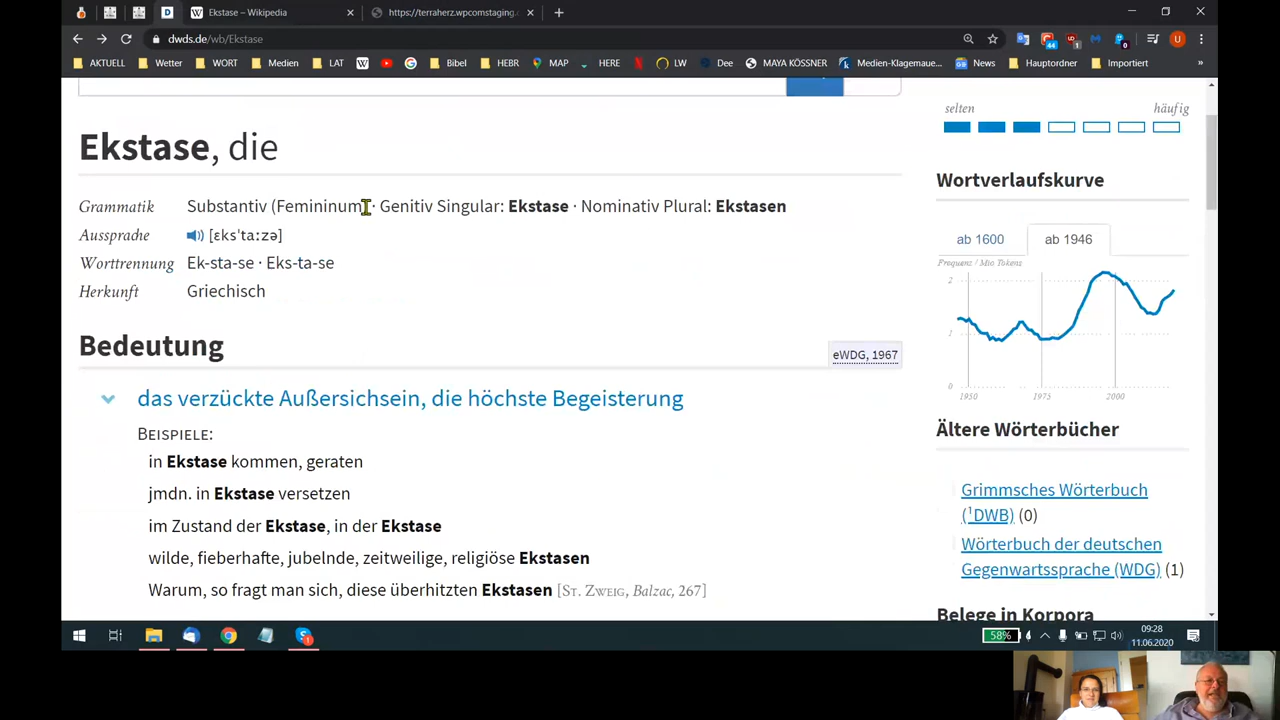 Ekstase – Wikipedia
https://terraherz.wpcomstaging.c
dwds.de/wb/Ekstase
AKTUELL Wetter WORT Medien LAT Bibel HEBR MAP HERE LW Dee MAYA KÖSSNER Medien-Klagemaue... News Hauptordner Importiert »
selten häufig
Ekstase, die
Grammatik Substantiv (Femininum) · Genitiv Singular: Ekstase · Nominativ Plural: Ekstasen
Aussprache [ɛksˈtaːzə]
Worttrennung Ek-sta-se · Eks-ta-se
Herkunft Griechisch
Bedeutung
eWDG, 1967
das verzückte Außersichsein, die höchste Begeisterung
BEISPIELE:
in Ekstase kommen, geraten
jmdn. in Ekstase versetzen
im Zustand der Ekstase, in der Ekstase
wilde, fieberhafte, jubelnde, zeitweilige, religiöse Ekstasen
Warum, so fragt man sich, diese überhitzten Ekstasen [ST. ZWEIG, Balzac, 267]
Wortverlaufskurve
ab 1600 ab 1946
Frequenz / Mio Tokens
2
1
0
1950 1975 2000
Ältere Wörterbücher
Grimmsches Wörterbuch
(¹DWB) (0)
Wörterbuch der deutschen
Gegenwartssprache (WDG) (1)
Belege in Korpora
58%
09:28
11.06.2020